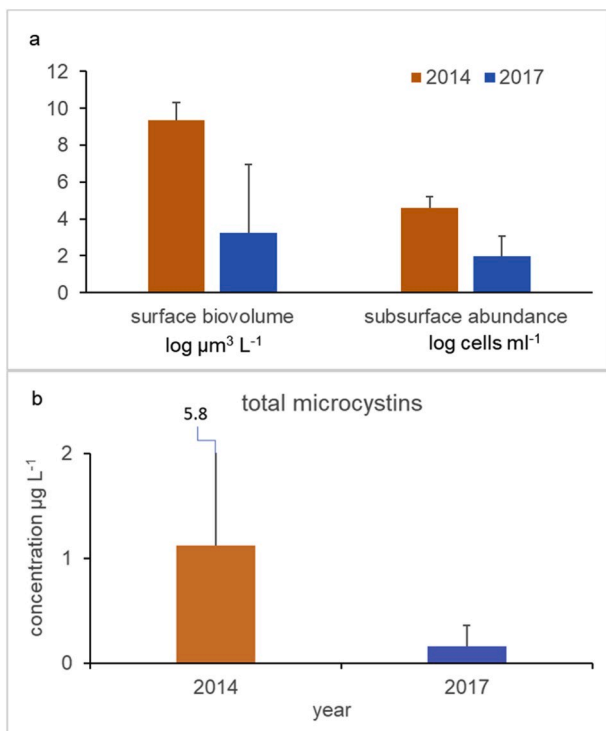 a
2014 2017
12
10
8
6
4
2
0
surface biovolume subsurface abundance
log µm³ L⁻¹ log cells ml⁻¹
b
total microcystins
5.8
concentration µg L⁻¹
2
1
0
2014 2017
year